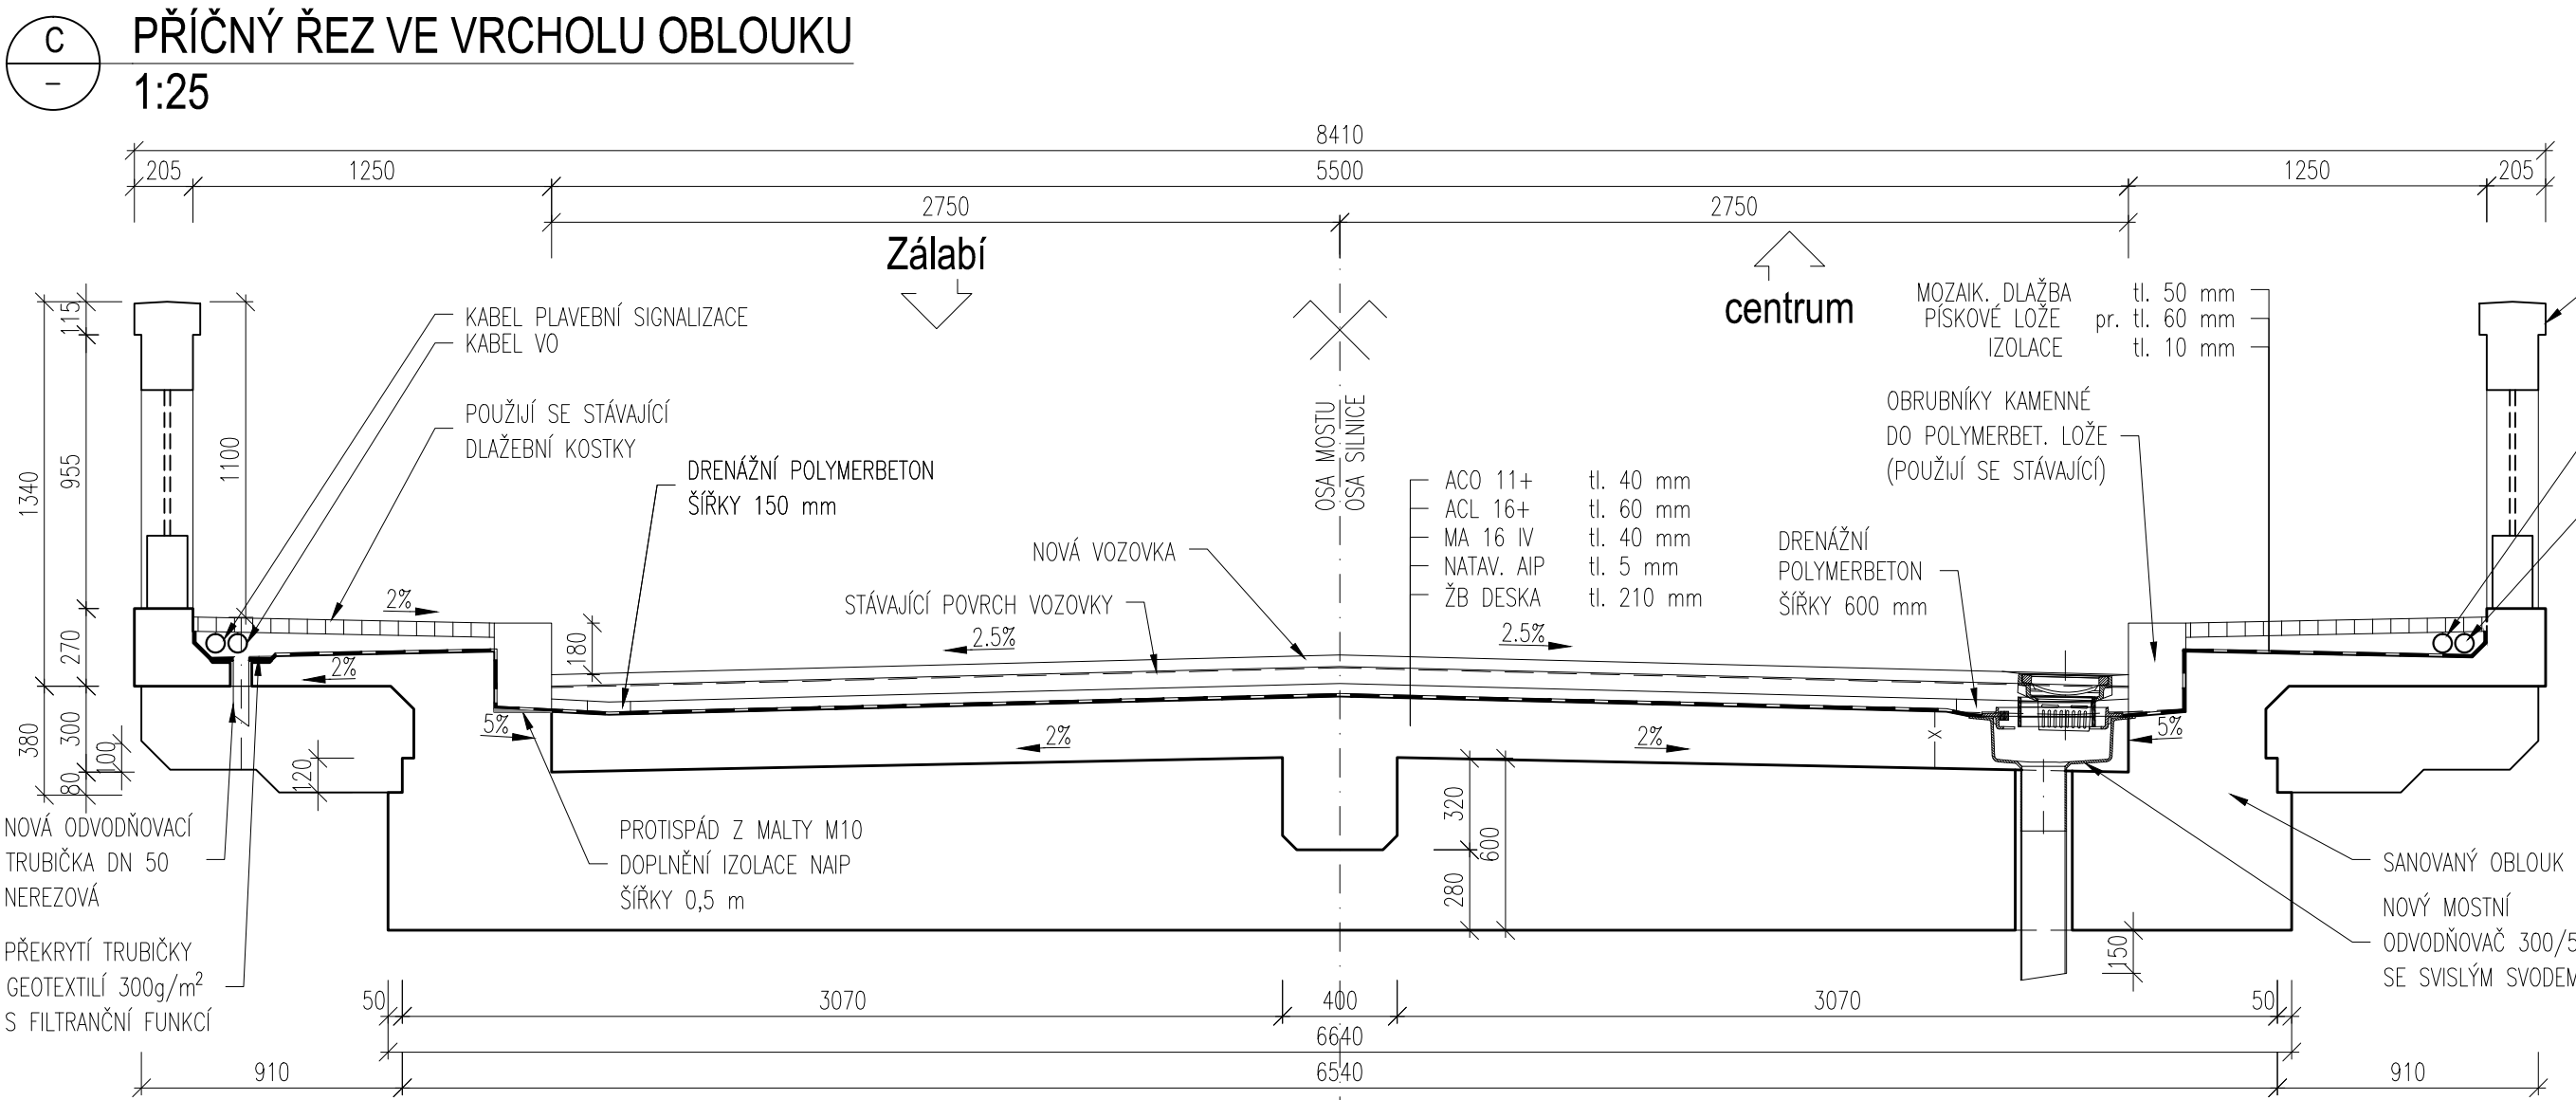 C
–
PŘÍČNÝ ŘEZ VE VRCHOLU OBLOUKU
1:25
8410
205
1250
5500
1250
205
2750
2750
Zálabí
centrum
KABEL PLAVEBNÍ SIGNALIZACE
KABEL VO
POUŽIJÍ SE STÁVAJÍCÍ
DLAŽEBNÍ KOSTKY
DRENÁŽNÍ POLYMERBETON
ŠÍŘKY 150 mm
NOVÁ VOZOVKA
STÁVAJÍCÍ POVRCH VOZOVKY
OSA MOSTU
OSA SILNICE
ACO 11+ tl. 40 mm
ACL 16+ tl. 60 mm
MA 16 IV tl. 40 mm
NATAV. AIP tl. 5 mm
ŽB DESKA tl. 210 mm
MOZAIK. DLAŽBA tl. 50 mm
PÍSKOVÉ LOŽE pr. tl. 60 mm
IZOLACE tl. 10 mm
OBRUBNÍKY KAMENNÉ
DO POLYMERBET. LOŽE
(POUŽIJÍ SE STÁVAJÍCÍ)
DRENÁŽNÍ
POLYMERBETON
ŠÍŘKY 600 mm
115
955
1340
1100
270
380
300
100
80
120
180
2%
2%
5%
2.5%
2.5%
2%
2%
5%
x
320
600
280
150
NOVÁ ODVODŇOVACÍ
TRUBIČKA DN 50
NEREZOVÁ
PŘEKRYTÍ TRUBIČKY
GEOTEXTILÍ 300g/m²
S FILTRANČNÍ FUNKCÍ
PROTISPÁD Z MALTY M10
DOPLNĚNÍ IZOLACE NAIP
ŠÍŘKY 0,5 m
SANOVANÝ OBLOUK
NOVÝ MOSTNÍ
ODVODŇOVAČ 300/5
SE SVISLÝM SVODEM
50
3070
400
3070
50
6640
910
6540
910